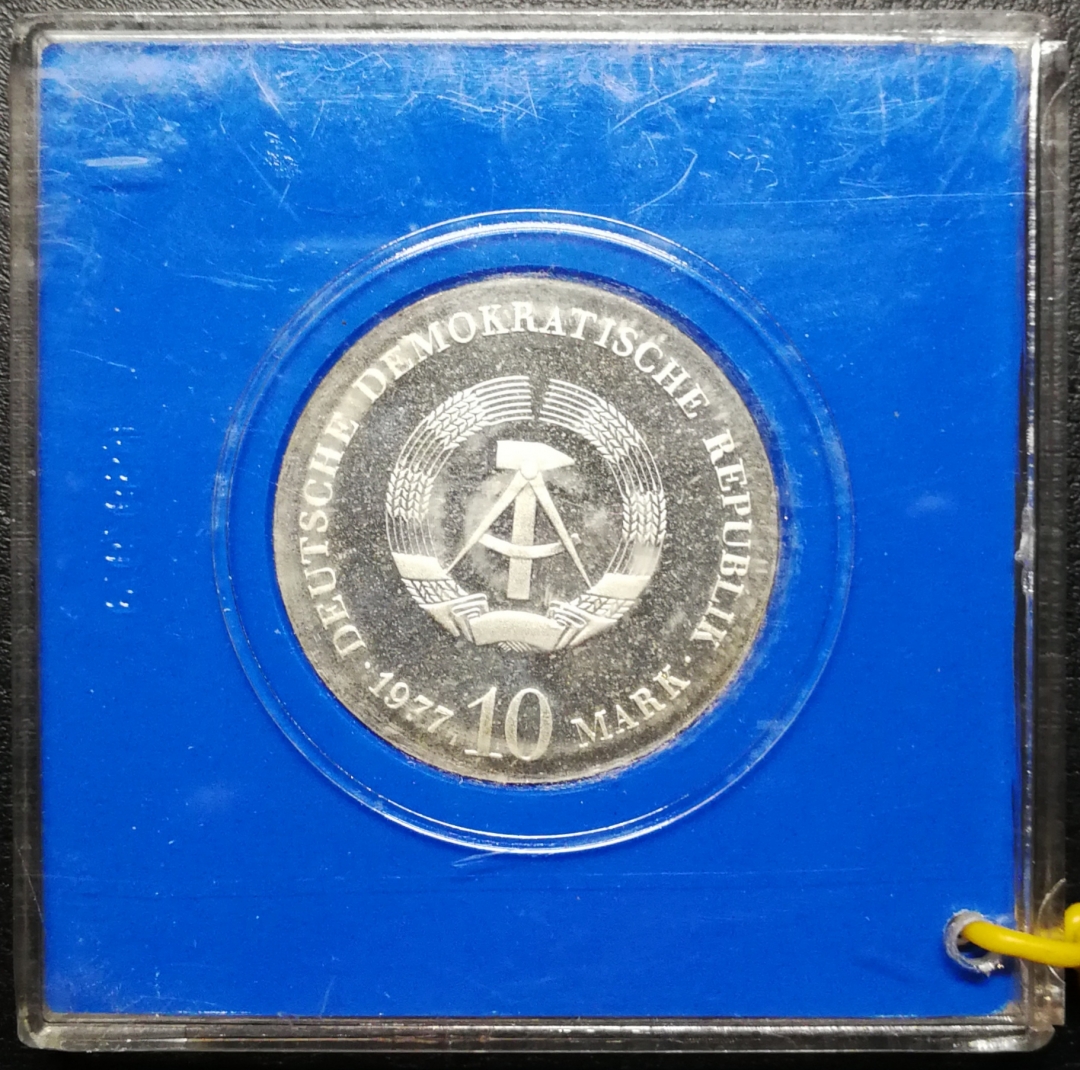 DEUTSCHE DEMOKRATISCHE REPUBLIK
· 1977 A 10 MARK ·